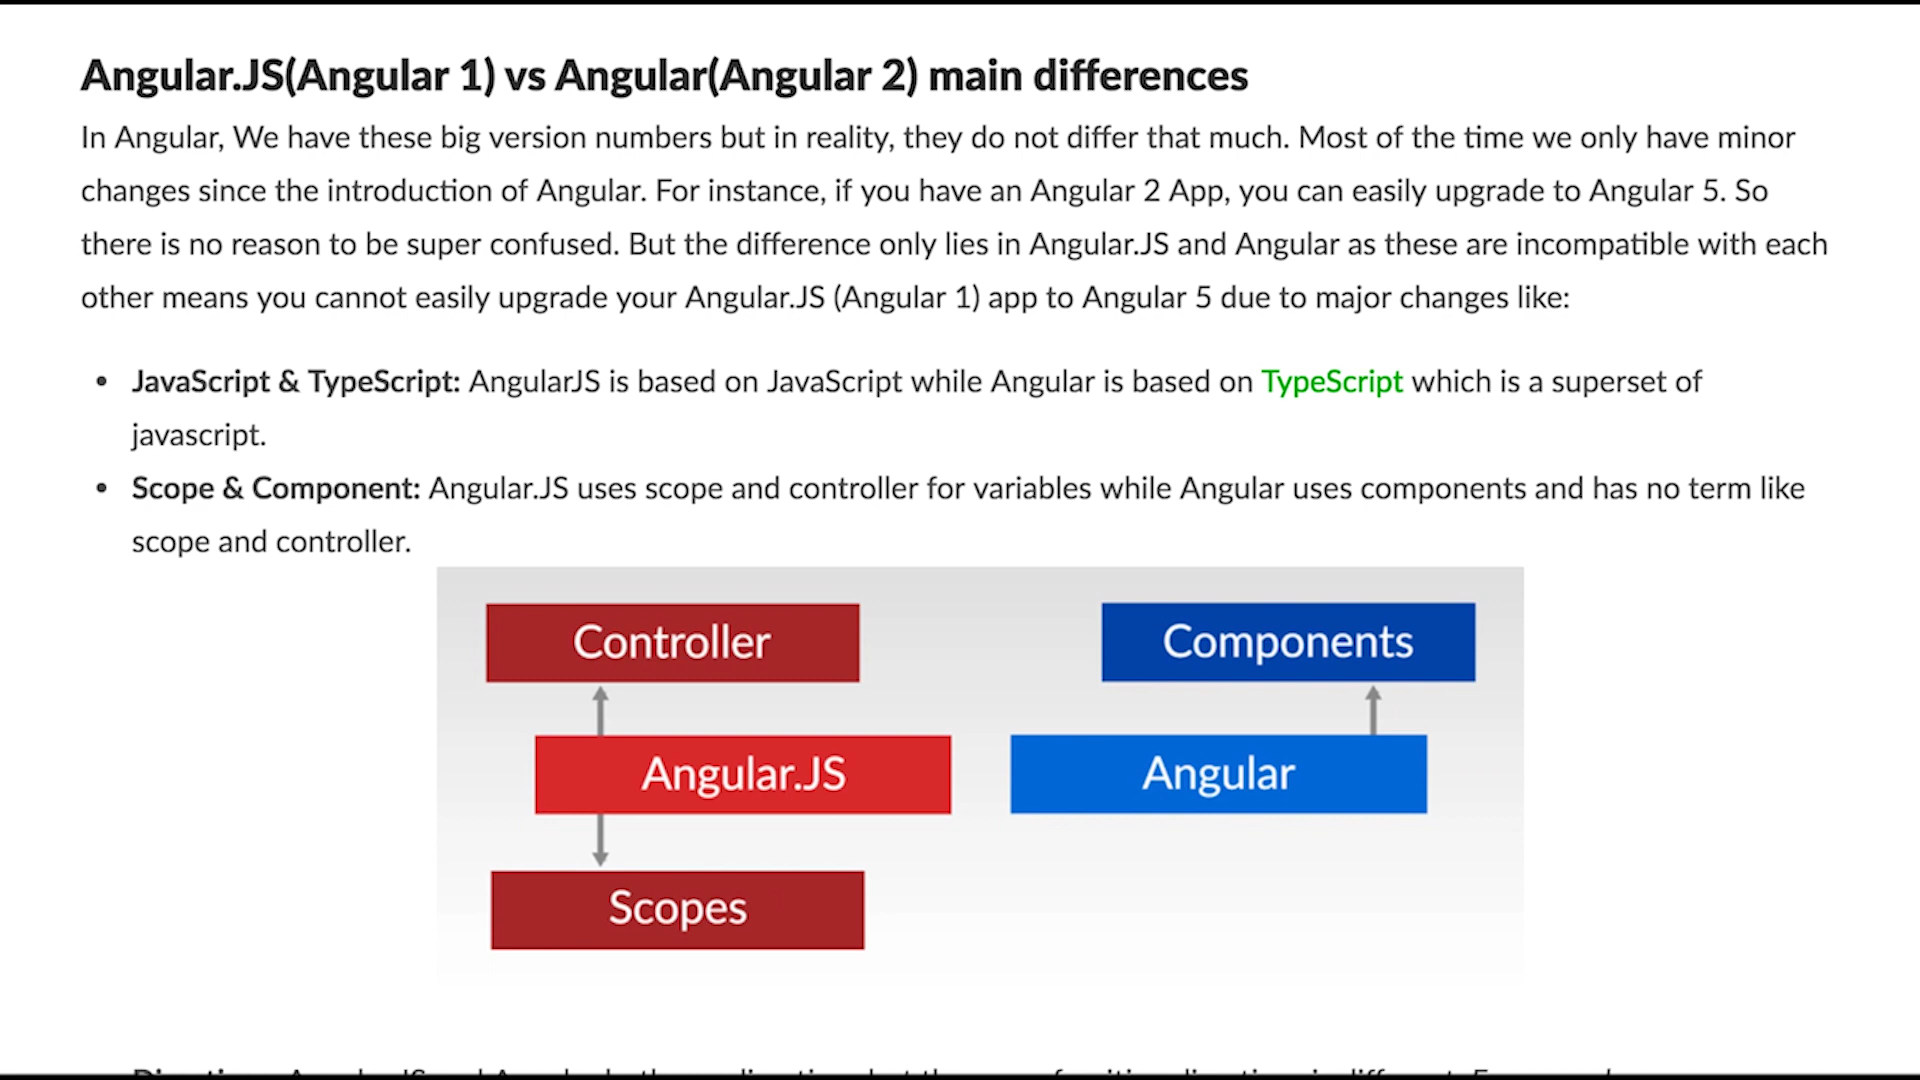 Angular.JS(Angular 1) vs Angular(Angular 2) main differences
In Angular, We have these big version numbers but in reality, they do not differ that much. Most of the time we only have minor
changes since the introduction of Angular. For instance, if you have an Angular 2 App, you can easily upgrade to Angular 5. So
there is no reason to be super confused. But the difference only lies in Angular.JS and Angular as these are incompatible with each
other means you cannot easily upgrade your Angular.JS (Angular 1) app to Angular 5 due to major changes like:
• JavaScript & TypeScript: AngularJS is based on JavaScript while Angular is based on TypeScript which is a superset of
javascript.
• Scope & Component: Angular.JS uses scope and controller for variables while Angular uses components and has no term like
scope and controller.
Controller
Components
Angular.JS
Angular
Scopes